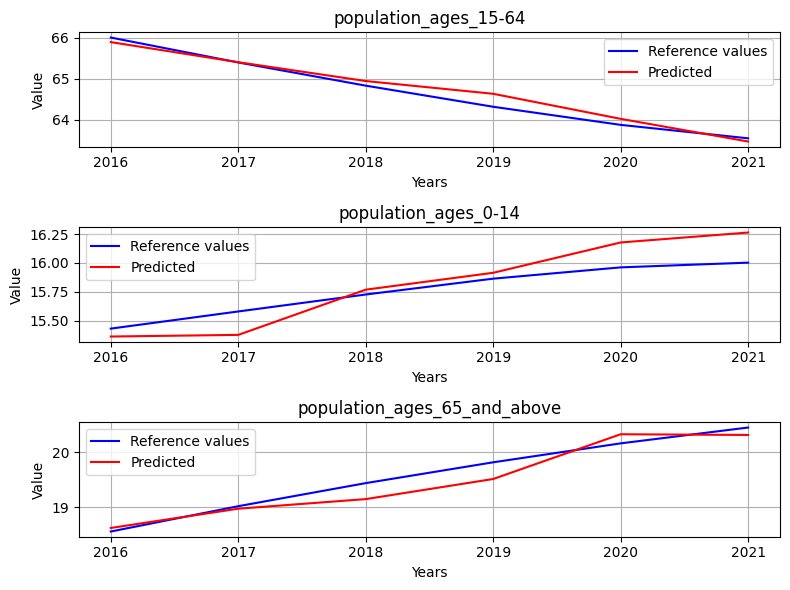 population_ages_15-64
66
65
64
Value
Reference values
Predicted
2016 2017 2018 2019 2020 2021
Years
population_ages_0-14
16.25
16.00
15.75
15.50
Value
Reference values
Predicted
2016 2017 2018 2019 2020 2021
Years
population_ages_65_and_above
20
19
Value
Reference values
Predicted
2016 2017 2018 2019 2020 2021
Years